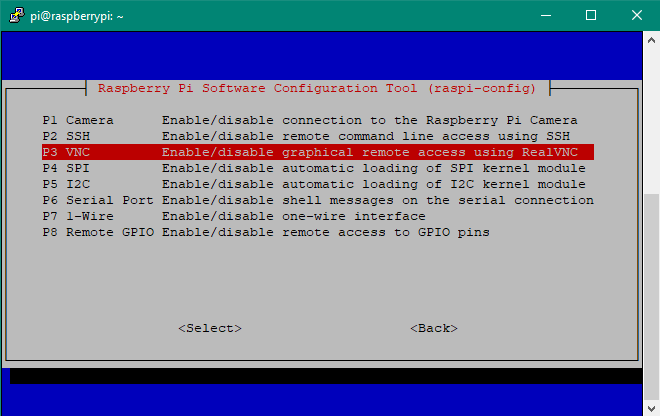 pi@raspberrypi: ~
Raspberry Pi Software Configuration Tool (raspi-config)
P1 Camera Enable/disable connection to the Raspberry Pi Camera
P2 SSH Enable/disable remote command line access using SSH
P3 VNC Enable/disable graphical remote access using RealVNC
P4 SPI Enable/disable automatic loading of SPI kernel module
P5 I2C Enable/disable automatic loading of I2C kernel module
P6 Serial Port Enable/disable shell messages on the serial connection
P7 1-Wire Enable/disable one-wire interface
P8 Remote GPIO Enable/disable remote access to GPIO pins
<Select> <Back>